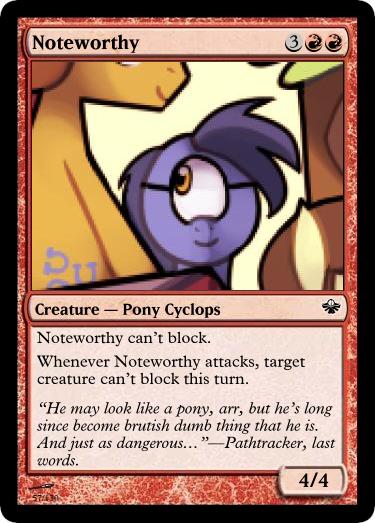 Noteworthy 3
Creature — Pony Cyclops
Noteworthy can't block.
Whenever Noteworthy attacks, target
creature can't block this turn.
"He may look like a pony, arr, but he's long
since become brutish dumb thing that he is.
And just as dangerous…"—Pathtracker, last
words.
4/4